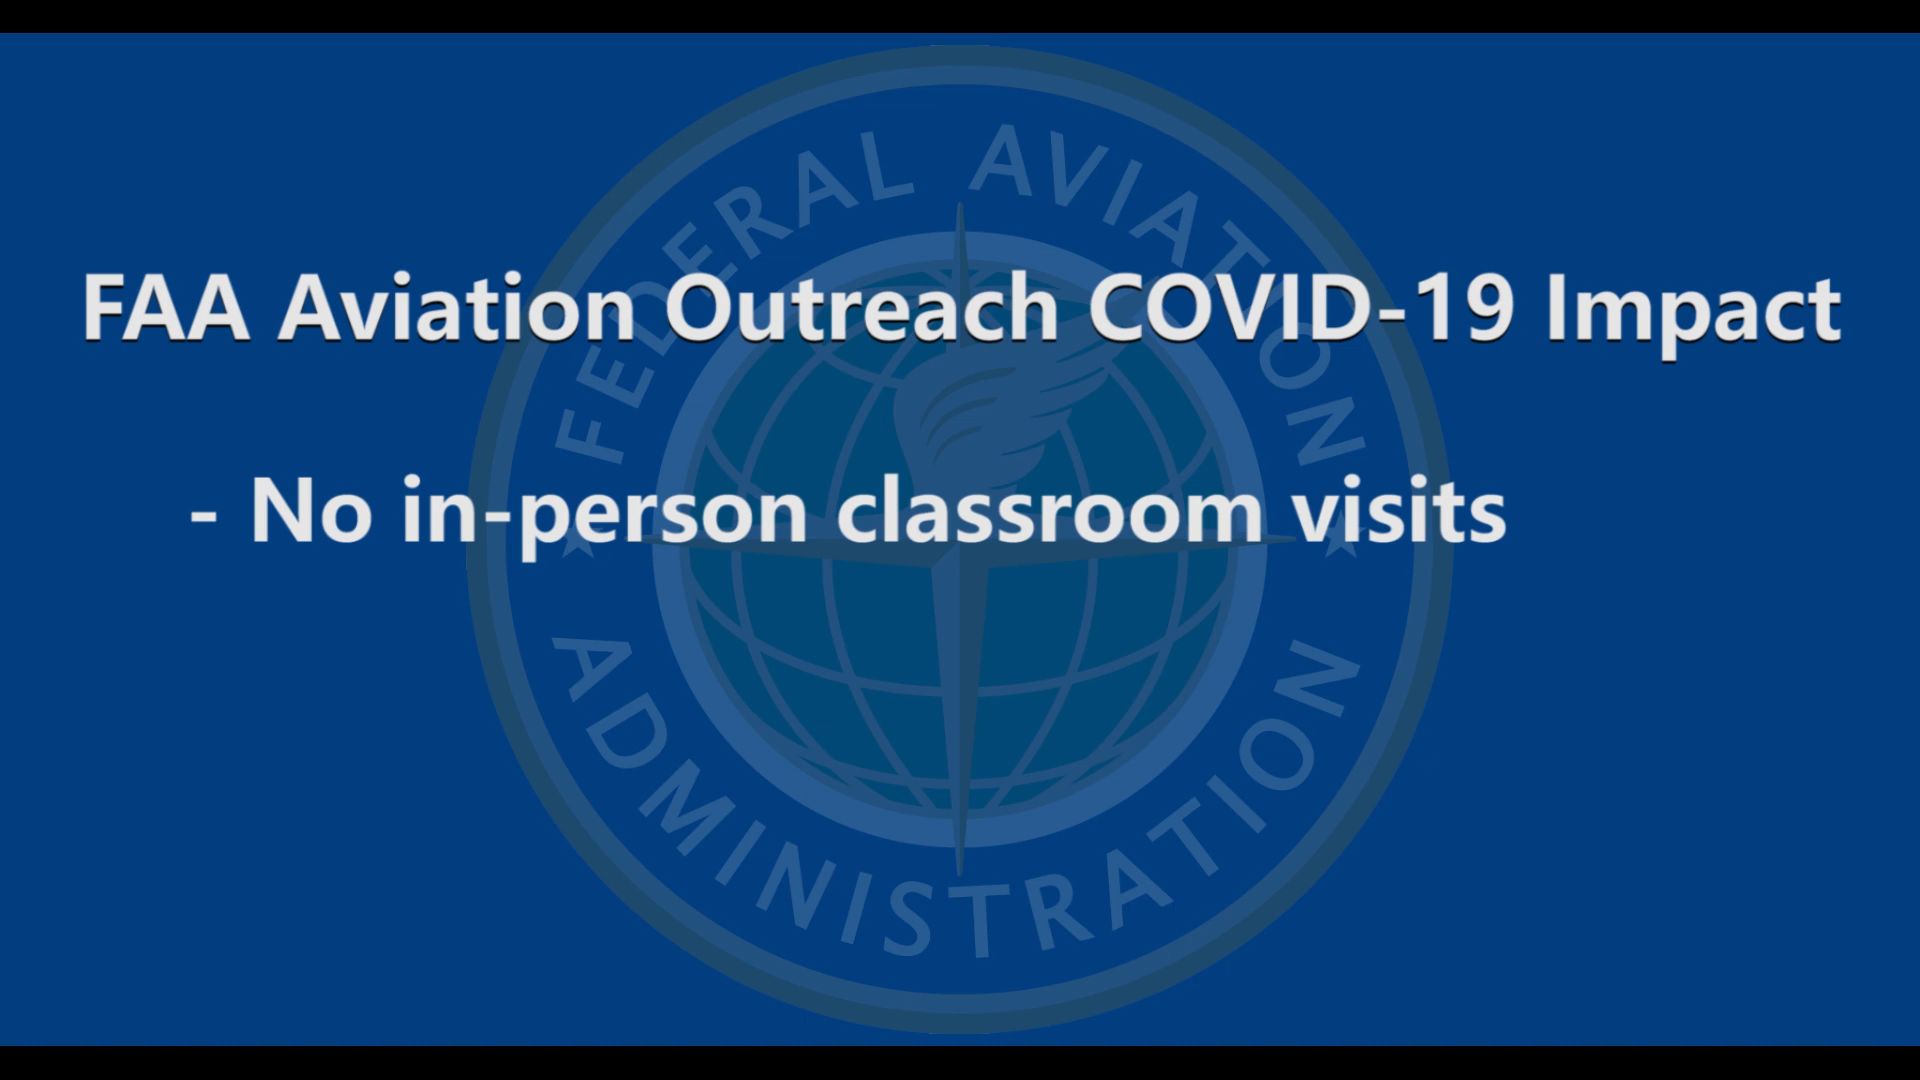 FEDERAL AVIATION
FAA Aviation Outreach COVID-19 Impact
- No in-person classroom visits
ADMINISTRATION